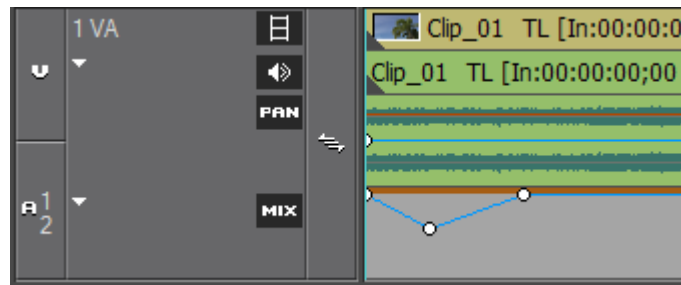 1 VA
Clip_01 TL [In:00:00:0
V
Clip_01 TL [In:00:00:00;00
PAN
A 1
2
MIX